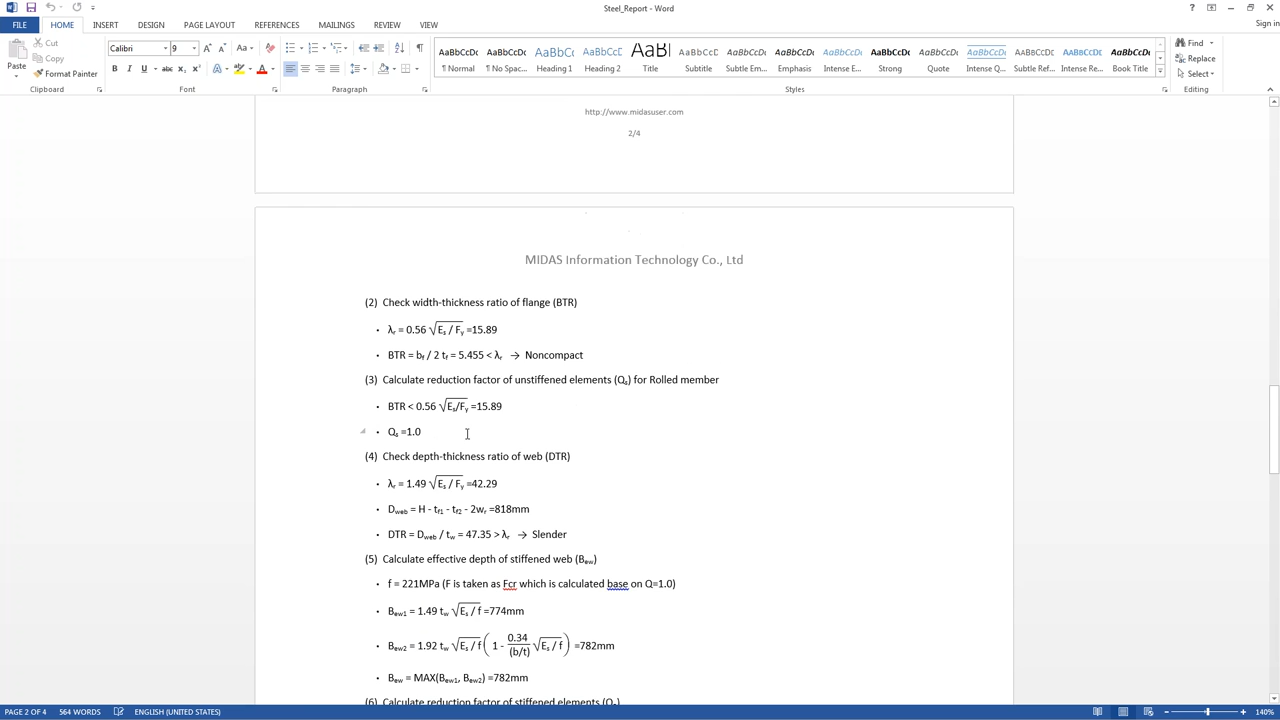 Steel_Report - Word
Sign in
FILE HOME INSERT DESIGN PAGE LAYOUT REFERENCES MAILINGS REVIEW VIEW
Paste
Cut
Copy
Format Painter
Calibri 9
AaBbCcDc AaBbCcDc AaBbCc AaBbCc AaBl AaBbCcD AaBbCcDc AaBbCcDc AaBbCcDc AaBbCcDc AaBbCcDc AaBbCcDc AaBbCcDc AaBbCcDc AaBbCcDc
¶ Normal ¶ No Spac... Heading 1 Heading 2 Title Subtitle Subtle Em... Emphasis Intense E... Strong Quote Intense Q... Subtle Ref... Intense Re... Book Title
Find
Replace
Select
Clipboard Font Paragraph Styles Editing
http://www.midasuser.com
2/4
MIDAS Information Technology Co., Ltd
(2) Check width-thickness ratio of flange (BTR)
• λr = 0.56 √Es / Fy =15.89
• BTR = bf / 2 tf = 5.455 < λr → Noncompact
(3) Calculate reduction factor of unstiffened elements (Qs) for Rolled member
• BTR < 0.56 √Es/Fy =15.89
• Qs =1.0
(4) Check depth-thickness ratio of web (DTR)
• λr = 1.49 √Es / Fy =42.29
• Dweb = H - tf1 - tf2 - 2wr =818mm
• DTR = Dweb / tw = 47.35 > λr → Slender
(5) Calculate effective depth of stiffened web (Bew)
• f = 221MPa (F is taken as Fcr which is calculated base on Q=1.0)
• Bew1 = 1.49 tw √Es / f =774mm
• Bew2 = 1.92 tw √Es / f ( 1 - 0.34 / (b/t) √Es / f ) =782mm
• Bew = MAX(Bew1, Bew2) =782mm
(6) Calculate reduction factor of stiffened elements (Qa)
PAGE 2 OF 4 564 WORDS ENGLISH (UNITED STATES) 140%